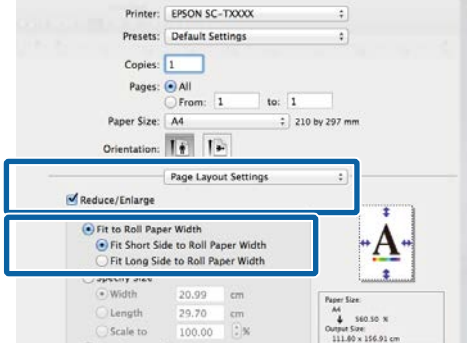 Printer: EPSON SC-TXXXX
Presets: Default Settings
Copies: 1
Pages: All
From: 1 to: 1
Paper Size: A4 210 by 297 mm
Orientation:
Page Layout Settings
Reduce/Enlarge
Fit to Roll Paper Width
Fit Short Side to Roll Paper Width
Fit Long Side to Roll Paper Width
Specify Size
Width 20.99 cm
Length 29.70 cm
Scale to 100.00 %
A
Paper Size:
A4
560.50 %
Output Size:
111.80 x 156.91 cm